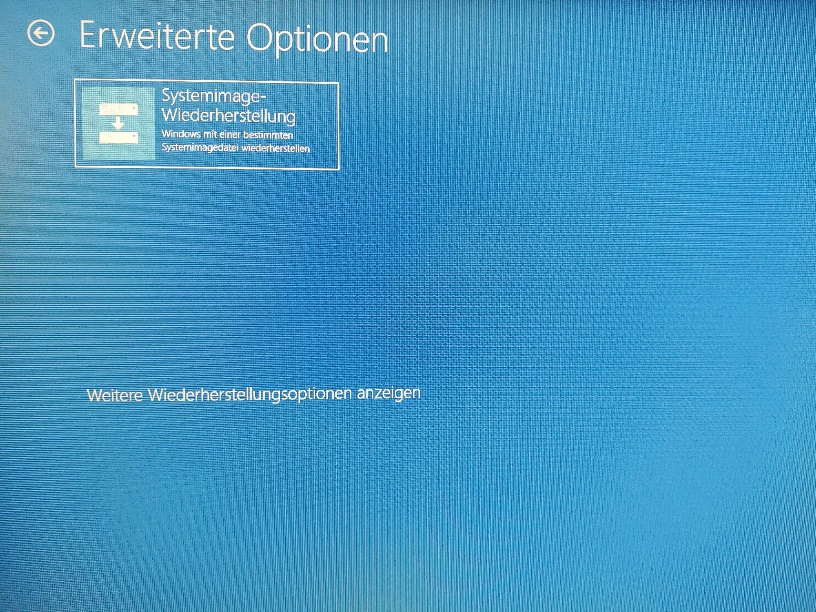 Erweiterte Optionen
Systemimage-
Wiederherstellung
Windows mit einer bestimmten
Systemimagedatei wiederherstellen
Weitere Wiederherstellungsoptionen anzeigen